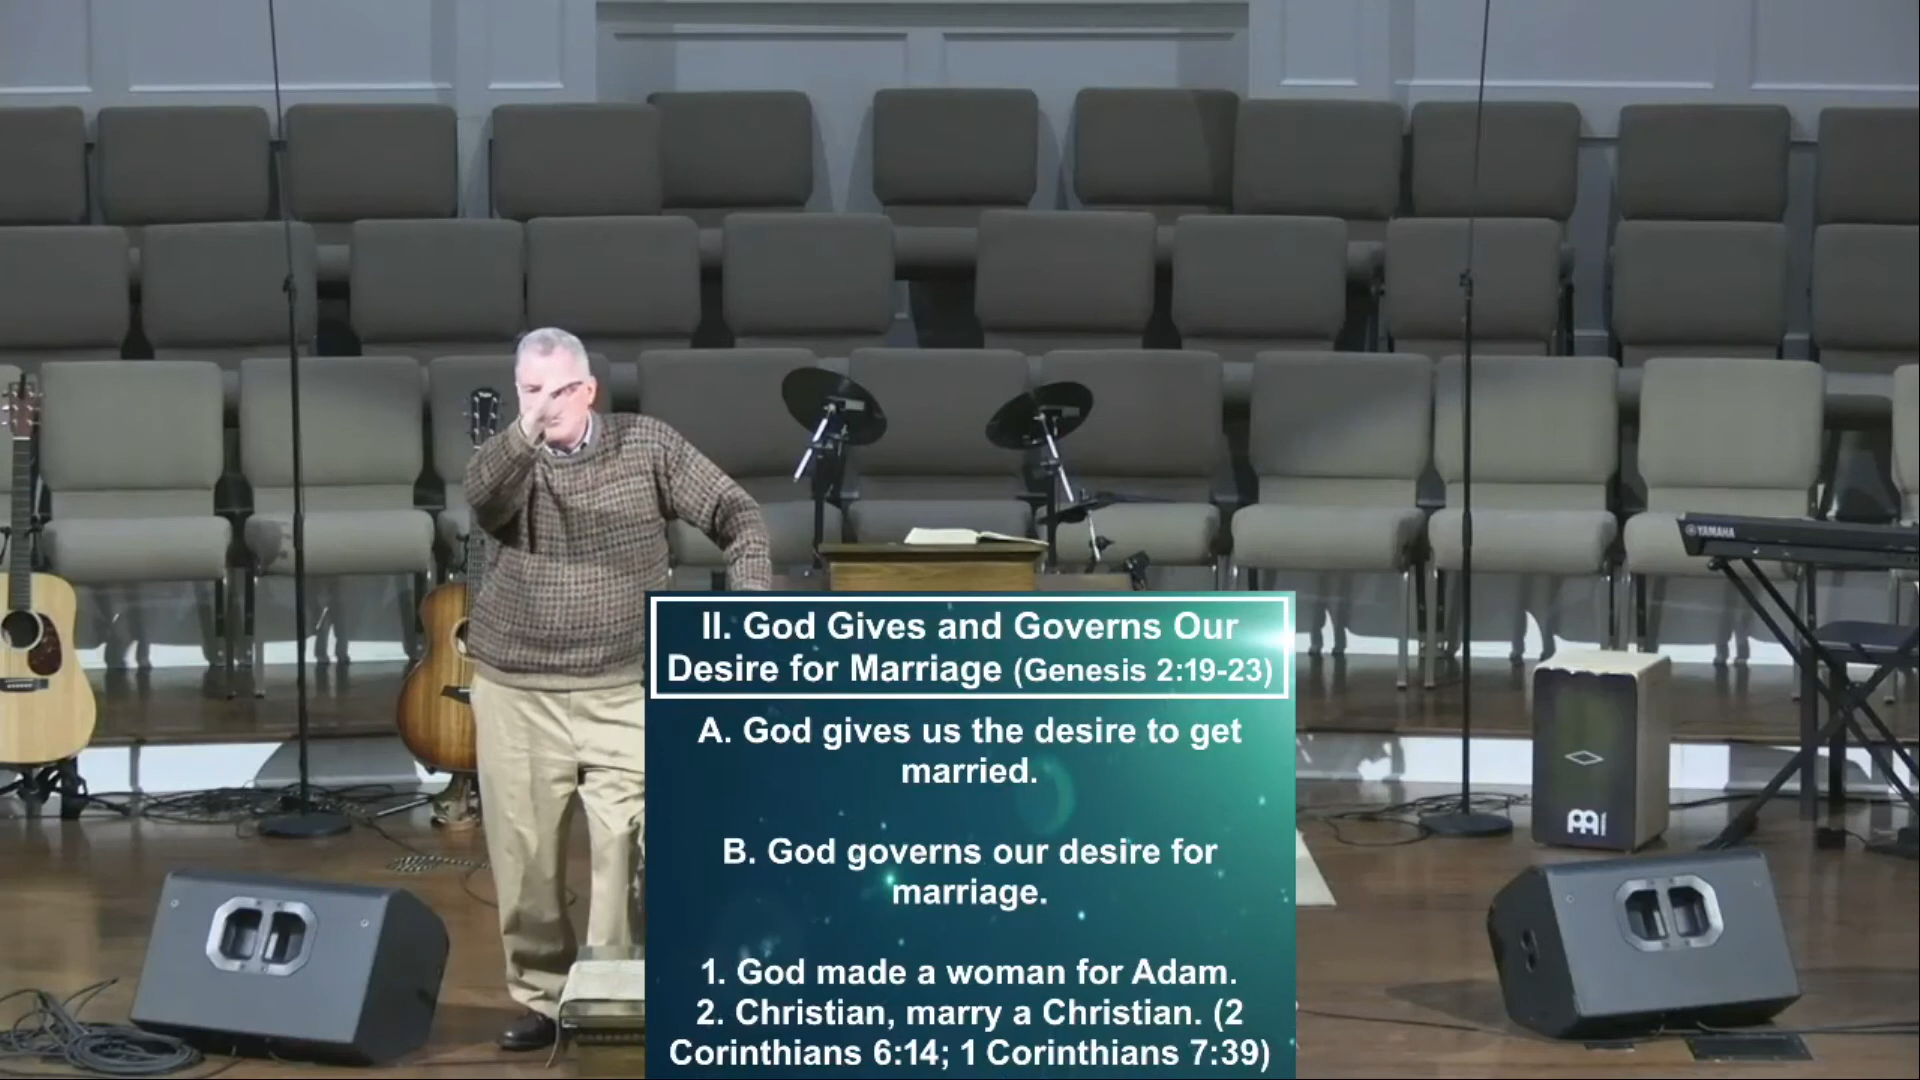 II. God Gives and Governs Our
Desire for Marriage (Genesis 2:19-23)
A. God gives us the desire to get
married.
B. God governs our desire for
marriage.
1. God made a woman for Adam.
2. Christian, marry a Christian. (2
Corinthians 6:14; 1 Corinthians 7:39)
YAMAHA